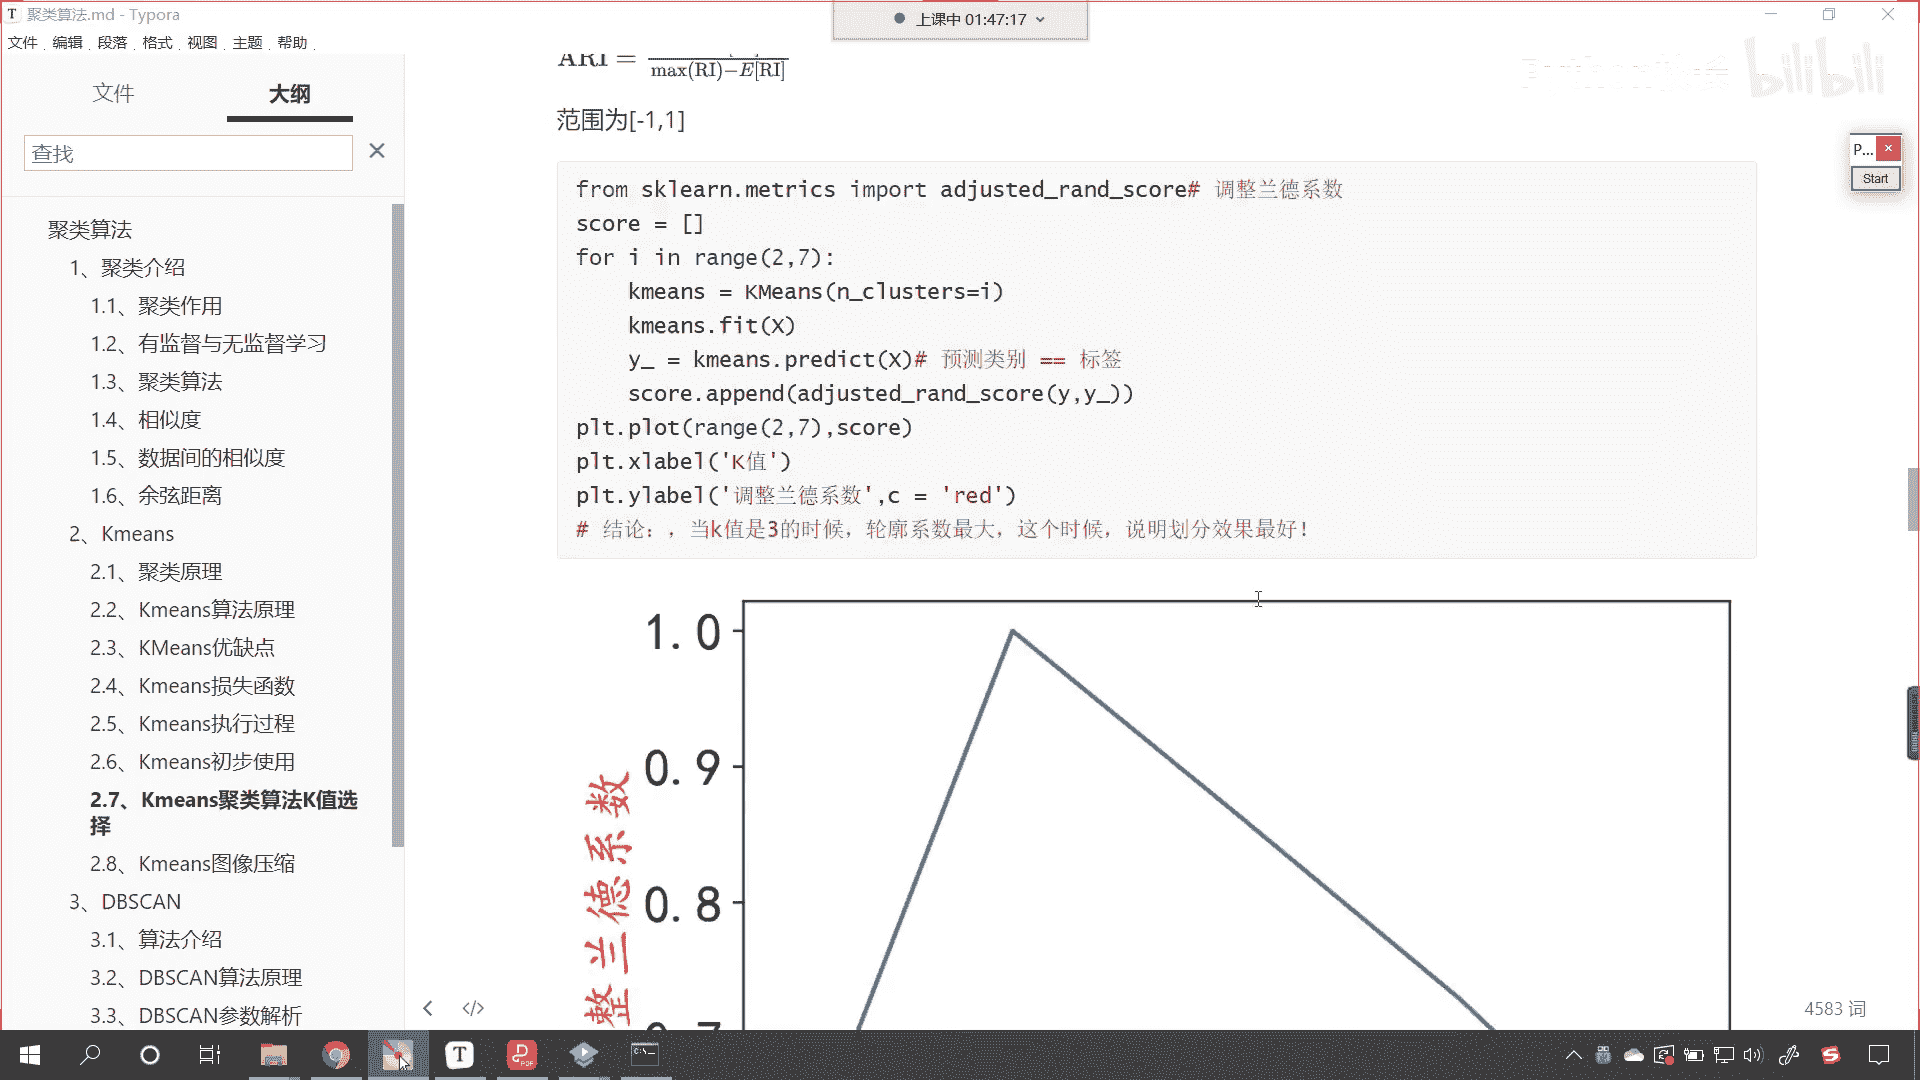 聚类算法.md - Typora
上课中 01:47:17
文件 编辑 段落 格式 视图 主题 帮助
文件
大纲
查找
聚类算法
1、聚类介绍
1.1、聚类作用
1.2、有监督与无监督学习
1.3、聚类算法
1.4、相似度
1.5、数据间的相似度
1.6、余弦距离
2、Kmeans
2.1、聚类原理
2.2、Kmeans算法原理
2.3、KMeans优缺点
2.4、Kmeans损失函数
2.5、Kmeans执行过程
2.6、Kmeans初步使用
2.7、Kmeans聚类算法K值选
择
2.8、Kmeans图像压缩
3、DBSCAN
3.1、算法介绍
3.2、DBSCAN算法原理
3.3、DBSCAN参数解析
ARI =
max(RI)−E[RI]
范围为[-1,1]
from sklearn.metrics import adjusted_rand_score# 调整兰德系数
score = []
for i in range(2,7):
    kmeans = KMeans(n_clusters=i)
    kmeans.fit(X)
    y_ = kmeans.predict(X)# 预测类别 == 标签
    score.append(adjusted_rand_score(y,y_))
plt.plot(range(2,7),score)
plt.xlabel('K值')
plt.ylabel('调整兰德系数',c = 'red')
# 结论：，当k值是3的时候，轮廓系数最大，这个时候，说明划分效果最好！
1.0
0.9
0.8
0.7
整兰德系数
bilibili
P...
Start
4583 词